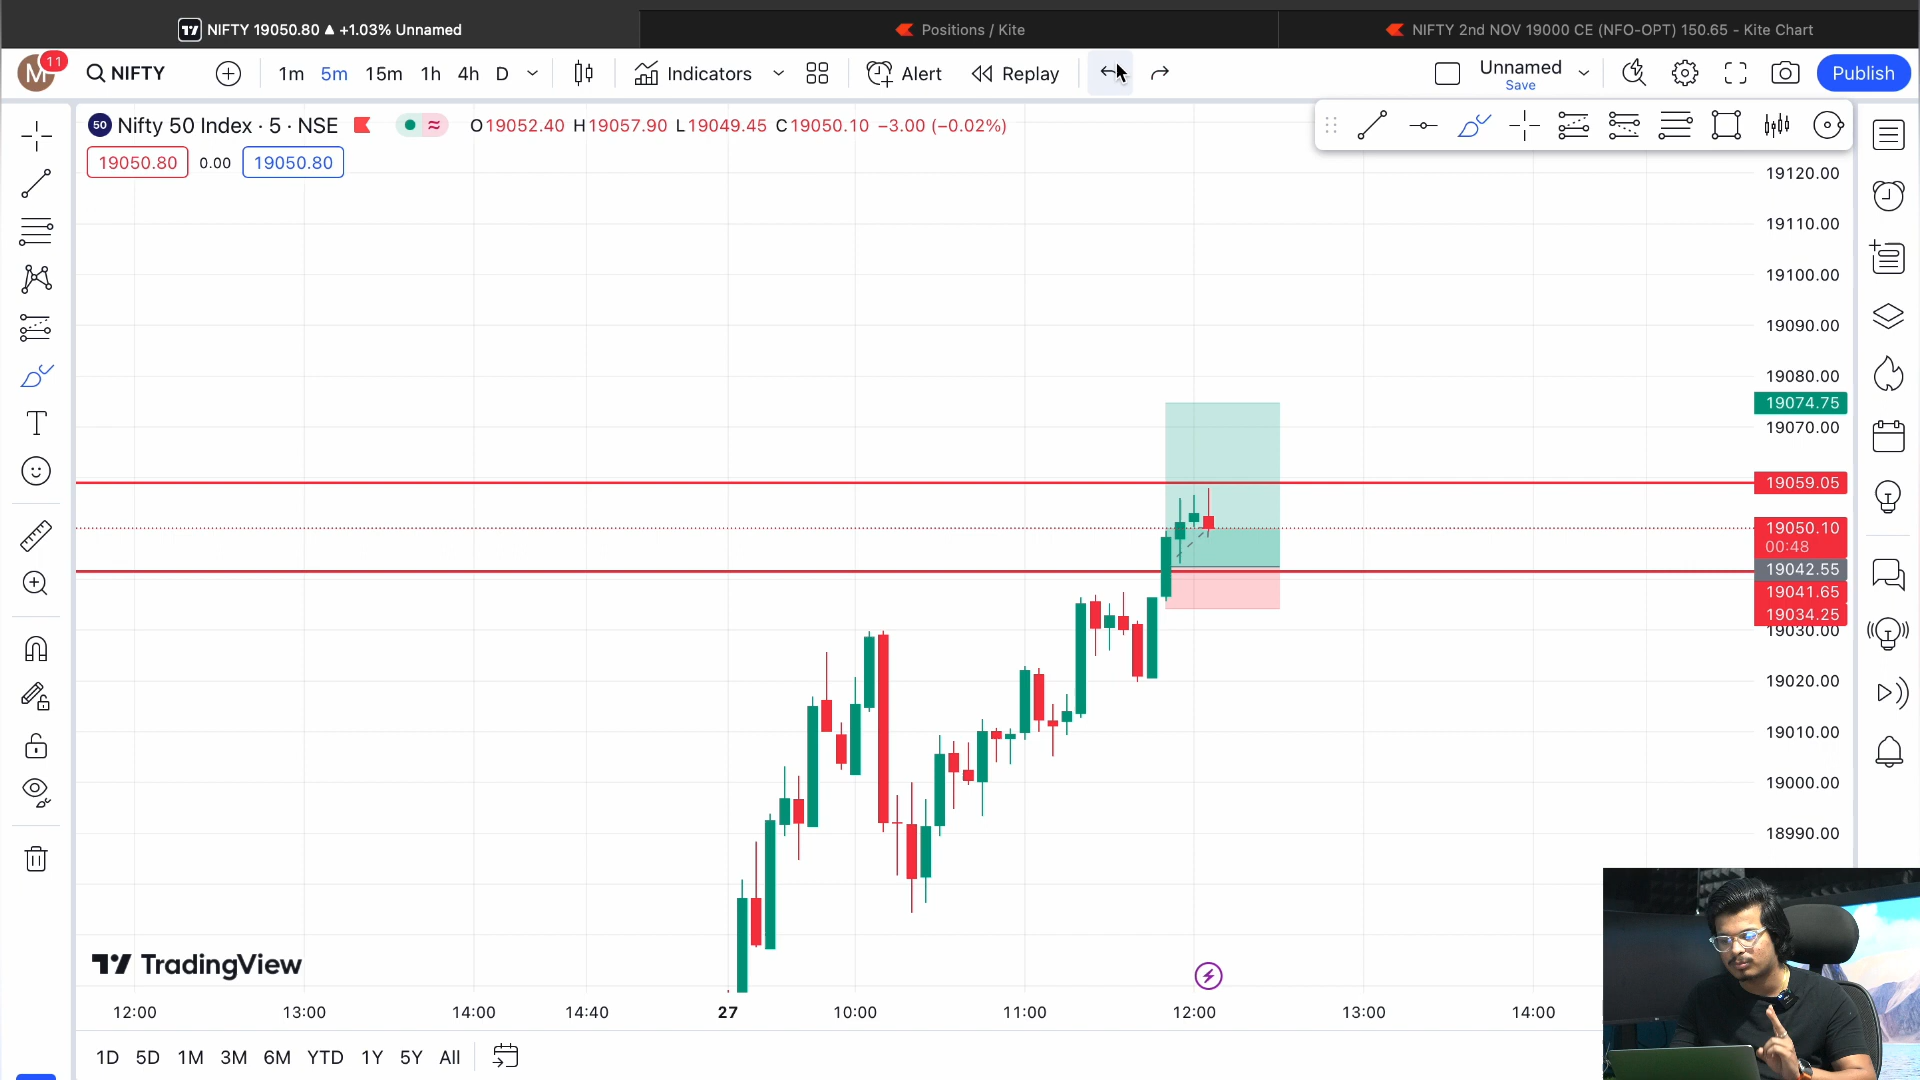 NIFTY 19050.80 ▲ +1.03% Unnamed
Positions / Kite
NIFTY 2nd NOV 19000 CE (NFO-OPT) 150.65 - Kite Chart
M 11
NIFTY
1m 5m 15m 1h 4h D
Indicators
Alert
Replay
Unnamed
Save
Publish
50 Nifty 50 Index · 5 · NSE
O19052.40 H19057.90 L19049.45 C19050.10 −3.00 (−0.02%)
19050.80 0.00 19050.80
19120.00
19110.00
19100.00
19090.00
19080.00
19074.75
19070.00
19059.05
19050.10
00:48
19042.55
19041.65
19034.25
19030.00
19020.00
19010.00
19000.00
18990.00
TradingView
12:00 13:00 14:00 14:40 27 10:00 11:00 12:00 13:00 14:00
1D 5D 1M 3M 6M YTD 1Y 5Y All